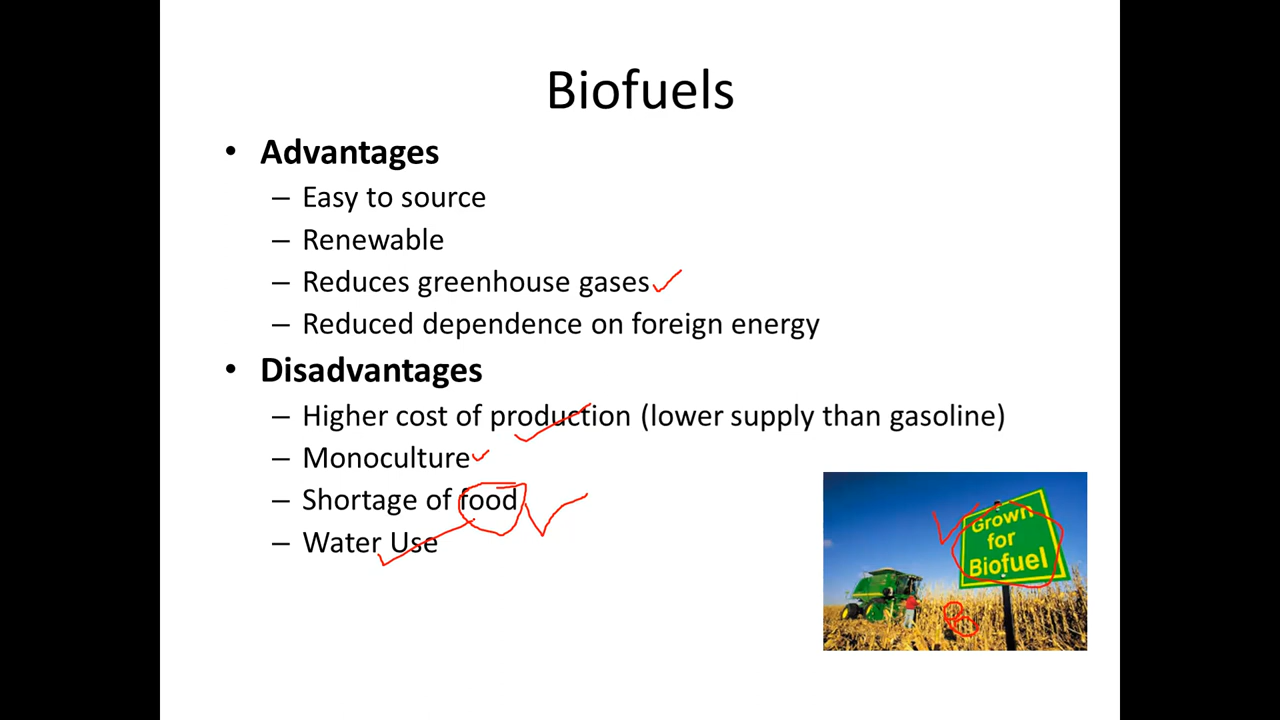 Biofuels
• Advantages
– Easy to source
– Renewable
– Reduces greenhouse gases
– Reduced dependence on foreign energy
• Disadvantages
– Higher cost of production (lower supply than gasoline)
– Monoculture
– Shortage of food
– Water Use
Grown
for
Biofuel